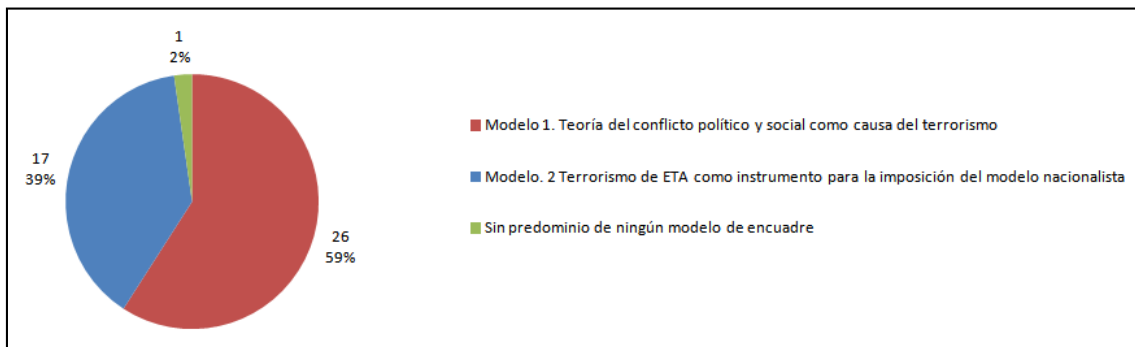 1
2%
17
39%
26
59%
Modelo 1. Teoría del conflicto político y social como causa del terrorismo
Modelo. 2 Terrorismo de ETA como instrumento para la imposición del modelo nacionalista
Sin predominio de ningún modelo de encuadre